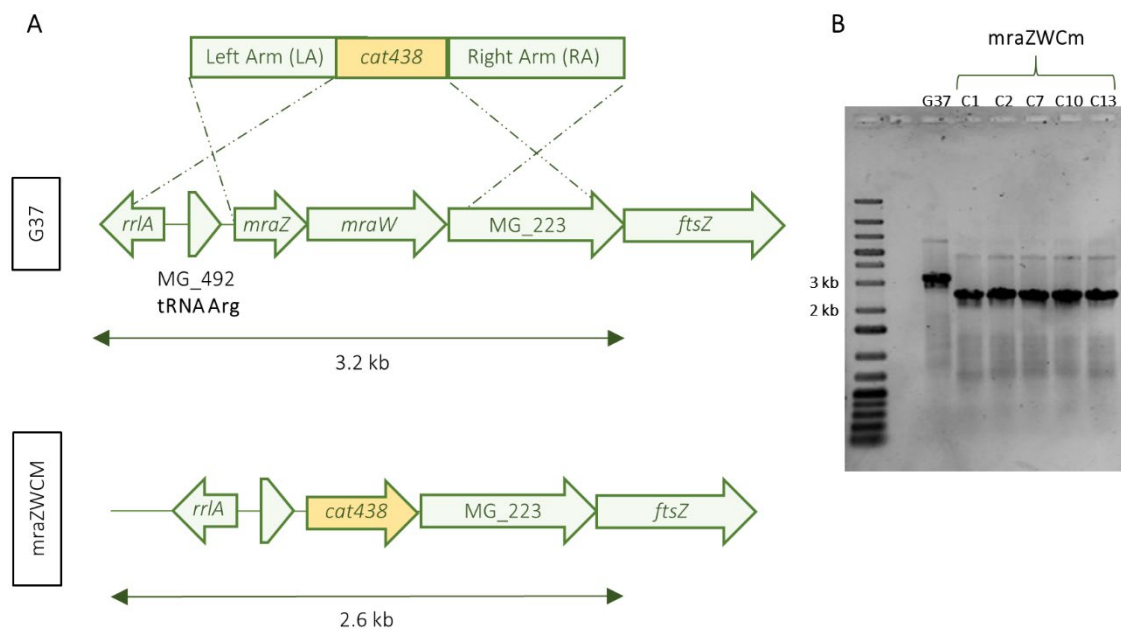 A
Left Arm (LA) cat438 Right Arm (RA)
G37
rrlA mraZ mraW MG_223 ftsZ
MG_492
tRNA Arg
3.2 kb
mraZWCM
rrlA cat438 MG_223 ftsZ
2.6 kb
B
mraZWCm
G37 C1 C2 C7 C10 C13
3 kb
2 kb